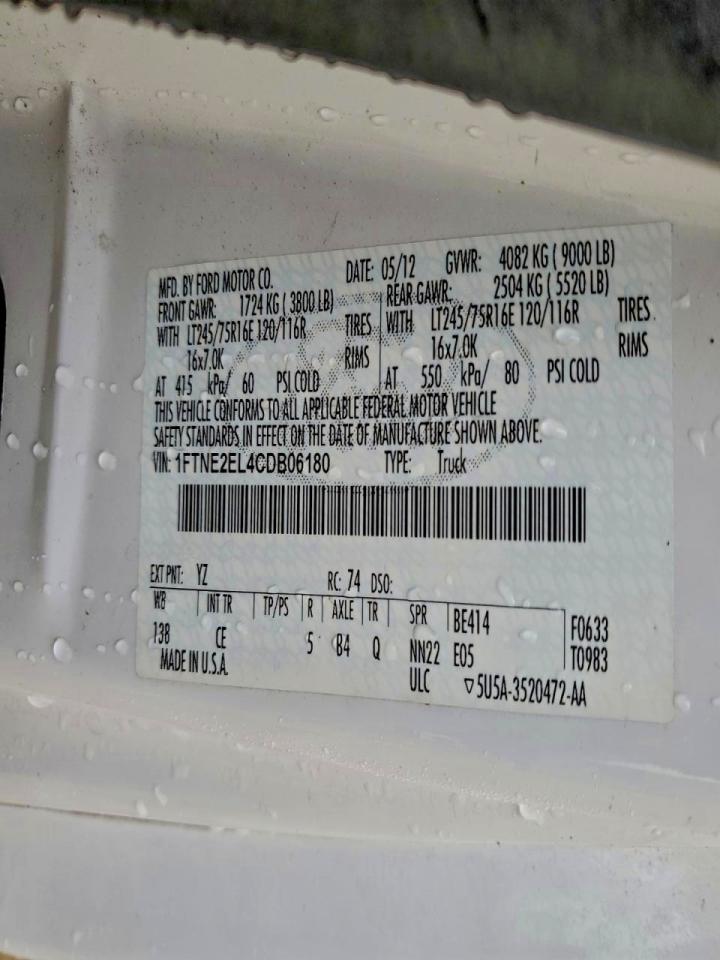 MFD. BY FORD MOTOR CO. DATE: 05/12 GVWR: 4082 KG ( 9000 LB)
FRONT GAWR: 1724 KG ( 3800 LB) REAR GAWR: 2504 KG ( 5520 LB)
WITH LT245/75R16E 120/116R TIRES WITH LT245/75R16E 120/116R TIRES
16x7.0K RIMS 16x7.0K RIMS
AT 415 kPa/ 60 PSI COLD AT 550 kPa/ 80 PSI COLD
THIS VEHICLE CONFORMS TO ALL APPLICABLE FEDERAL MOTOR VEHICLE
SAFETY STANDARDS IN EFFECT ON THE DATE OF MANUFACTURE SHOWN ABOVE.
VIN: 1FTNE2EL4CDB06180 TYPE: Truck
EXT PNT: YZ RC: 74 DSO:
WB INT TR TP/PS R AXLE TR SPR BE414 F0633
138 CE 5 B4 Q NN22 E05 T0983
MADE IN U.S.A. ULC ▽5U5A-3520472-AA